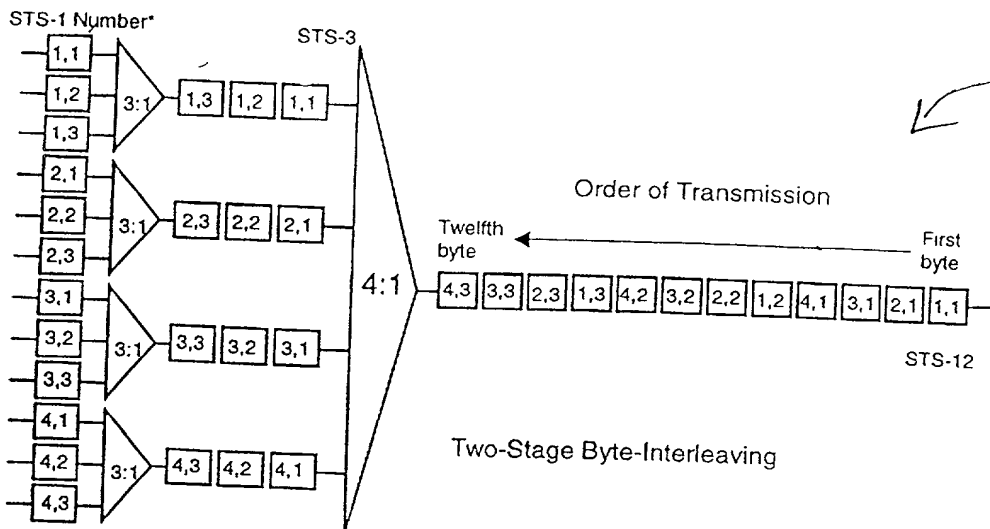 STS-1 Number*
STS-3
1,1
1,2
1,3
3:1
1,3 1,2 1,1
2,1
2,2
2,3
3:1
2,3 2,2 2,1
3,1
3,2
3,3
3:1
3,3 3,2 3,1
4,1
4,2
4,3
3:1
4,3 4,2 4,1
4:1
Order of Transmission
Twelfth
byte
First
byte
4,3 3,3 2,3 1,3 4,2 3,2 2,2 1,2 4,1 3,1 2,1 1,1
STS-12
Two-Stage Byte-Interleaving